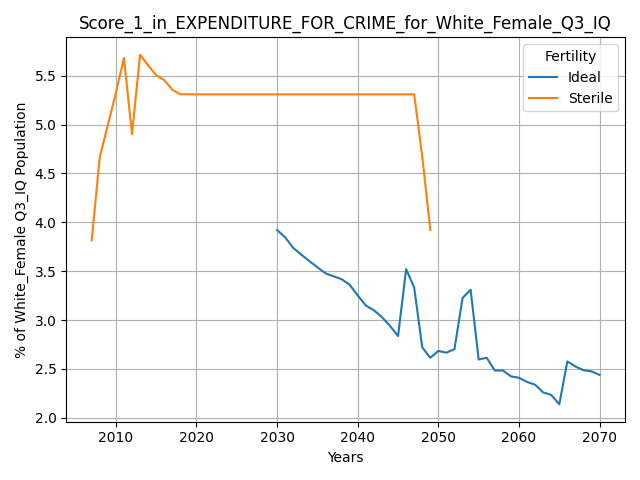 Score_1_in_EXPENDITURE_FOR_CRIME_for_White_Female_Q3_IQ
Fertility
Ideal
Sterile
% of White_Female Q3_IQ Population
5.5
5.0
4.5
4.0
3.5
3.0
2.5
2.0
2010 2020 2030 2040 2050 2060 2070
Years